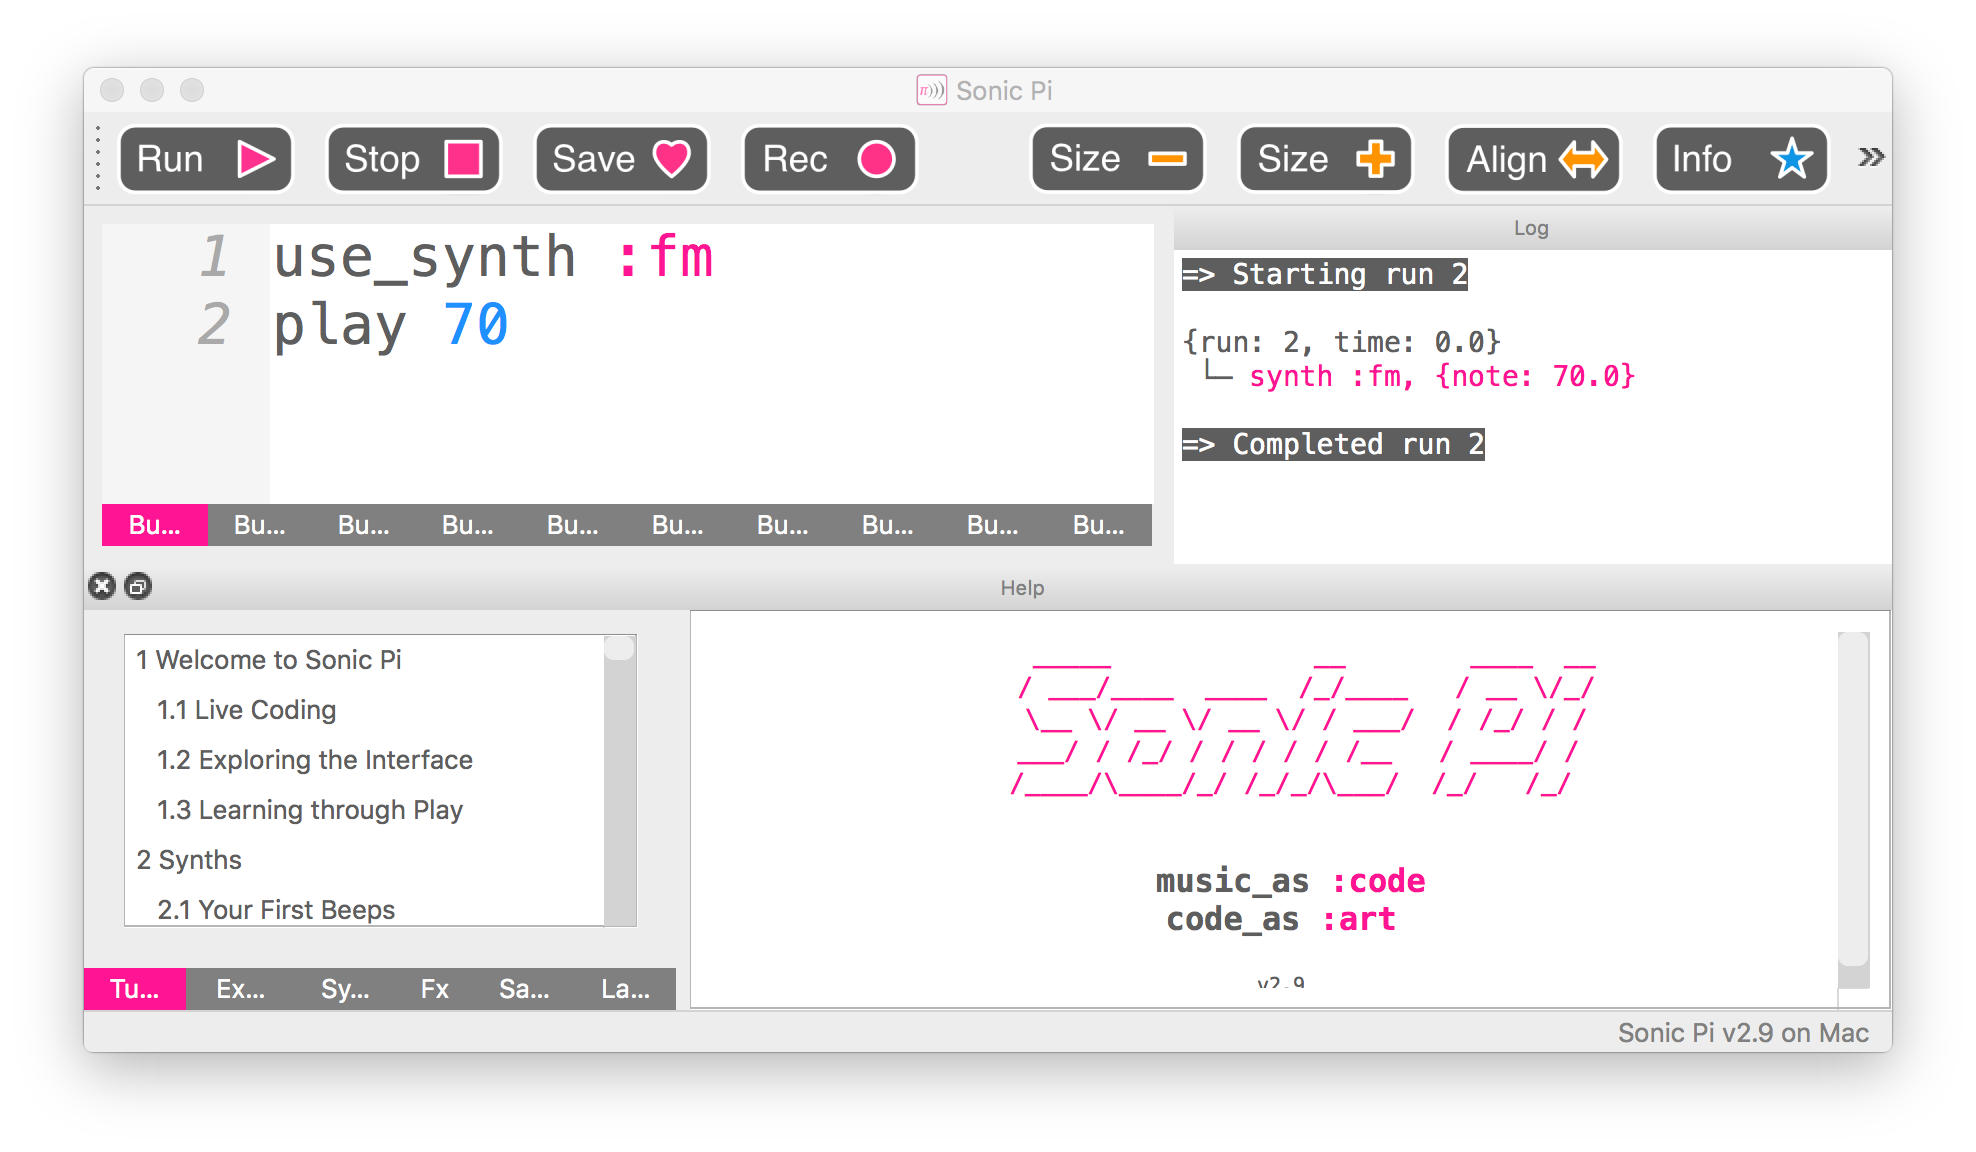 Sonic Pi
Run Stop Save Rec Size Size Align Info
1 use_synth :fm
2 play 70
Bu... Bu... Bu... Bu... Bu... Bu... Bu... Bu... Bu... Bu...
Log
=> Starting run 2
{run: 2, time: 0.0}
└─ synth :fm, {note: 70.0}
=> Completed run 2
Help
1 Welcome to Sonic Pi
1.1 Live Coding
1.2 Exploring the Interface
1.3 Learning through Play
2 Synths
2.1 Your First Beeps
Tu... Ex... Sy... Fx Sa... La...
Sonic Pi
music_as :code
code_as :art
v2.9
Sonic Pi v2.9 on Mac